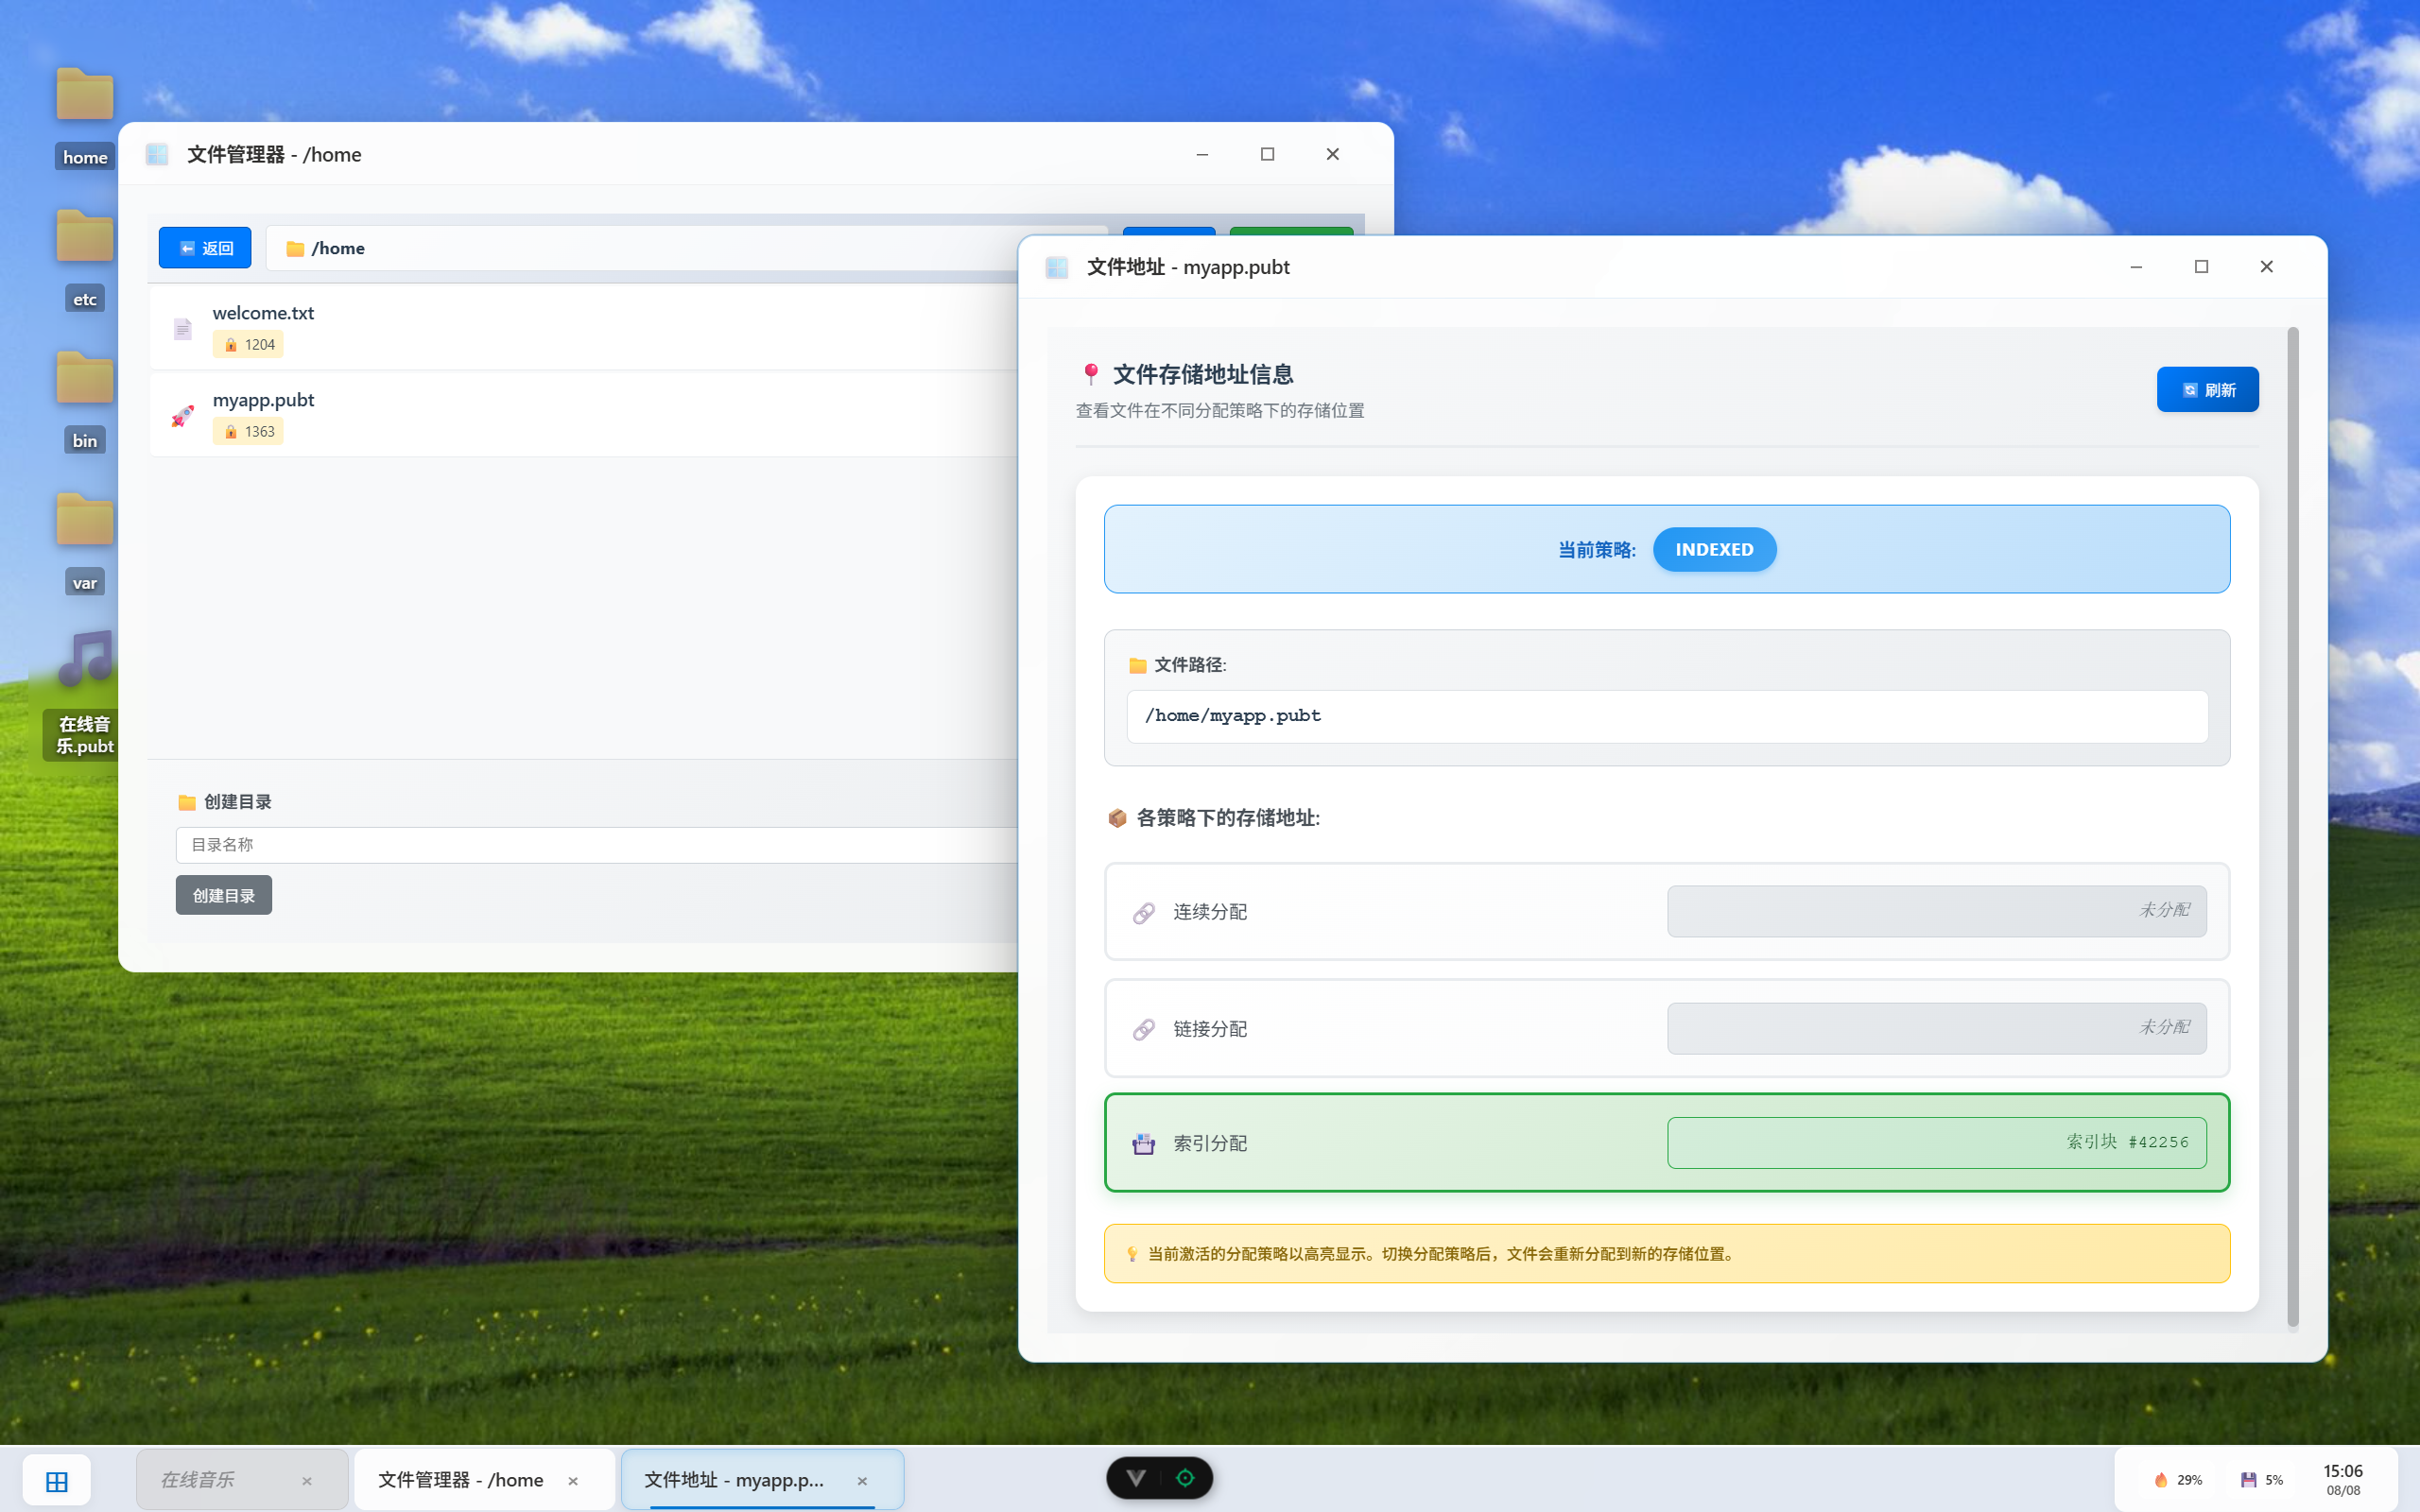 home
etc
bin
var
在线音
乐.pubt
文件管理器 - /home
返回
/home
welcome.txt
1204
myapp.pubt
1363
创建目录
目录名称
创建目录
文件地址 - myapp.pubt
文件存储地址信息
查看文件在不同分配策略下的存储位置
刷新
当前策略:
INDEXED
文件路径:
/home/myapp.pubt
各策略下的存储地址:
连续分配
未分配
链接分配
未分配
索引分配
索引块 #42256
当前激活的分配策略以高亮显示。切换分配策略后，文件会重新分配到新的存储位置。
在线音乐
文件管理器 - /home
文件地址 - myapp.p...
29%
5%
15:06
08/08